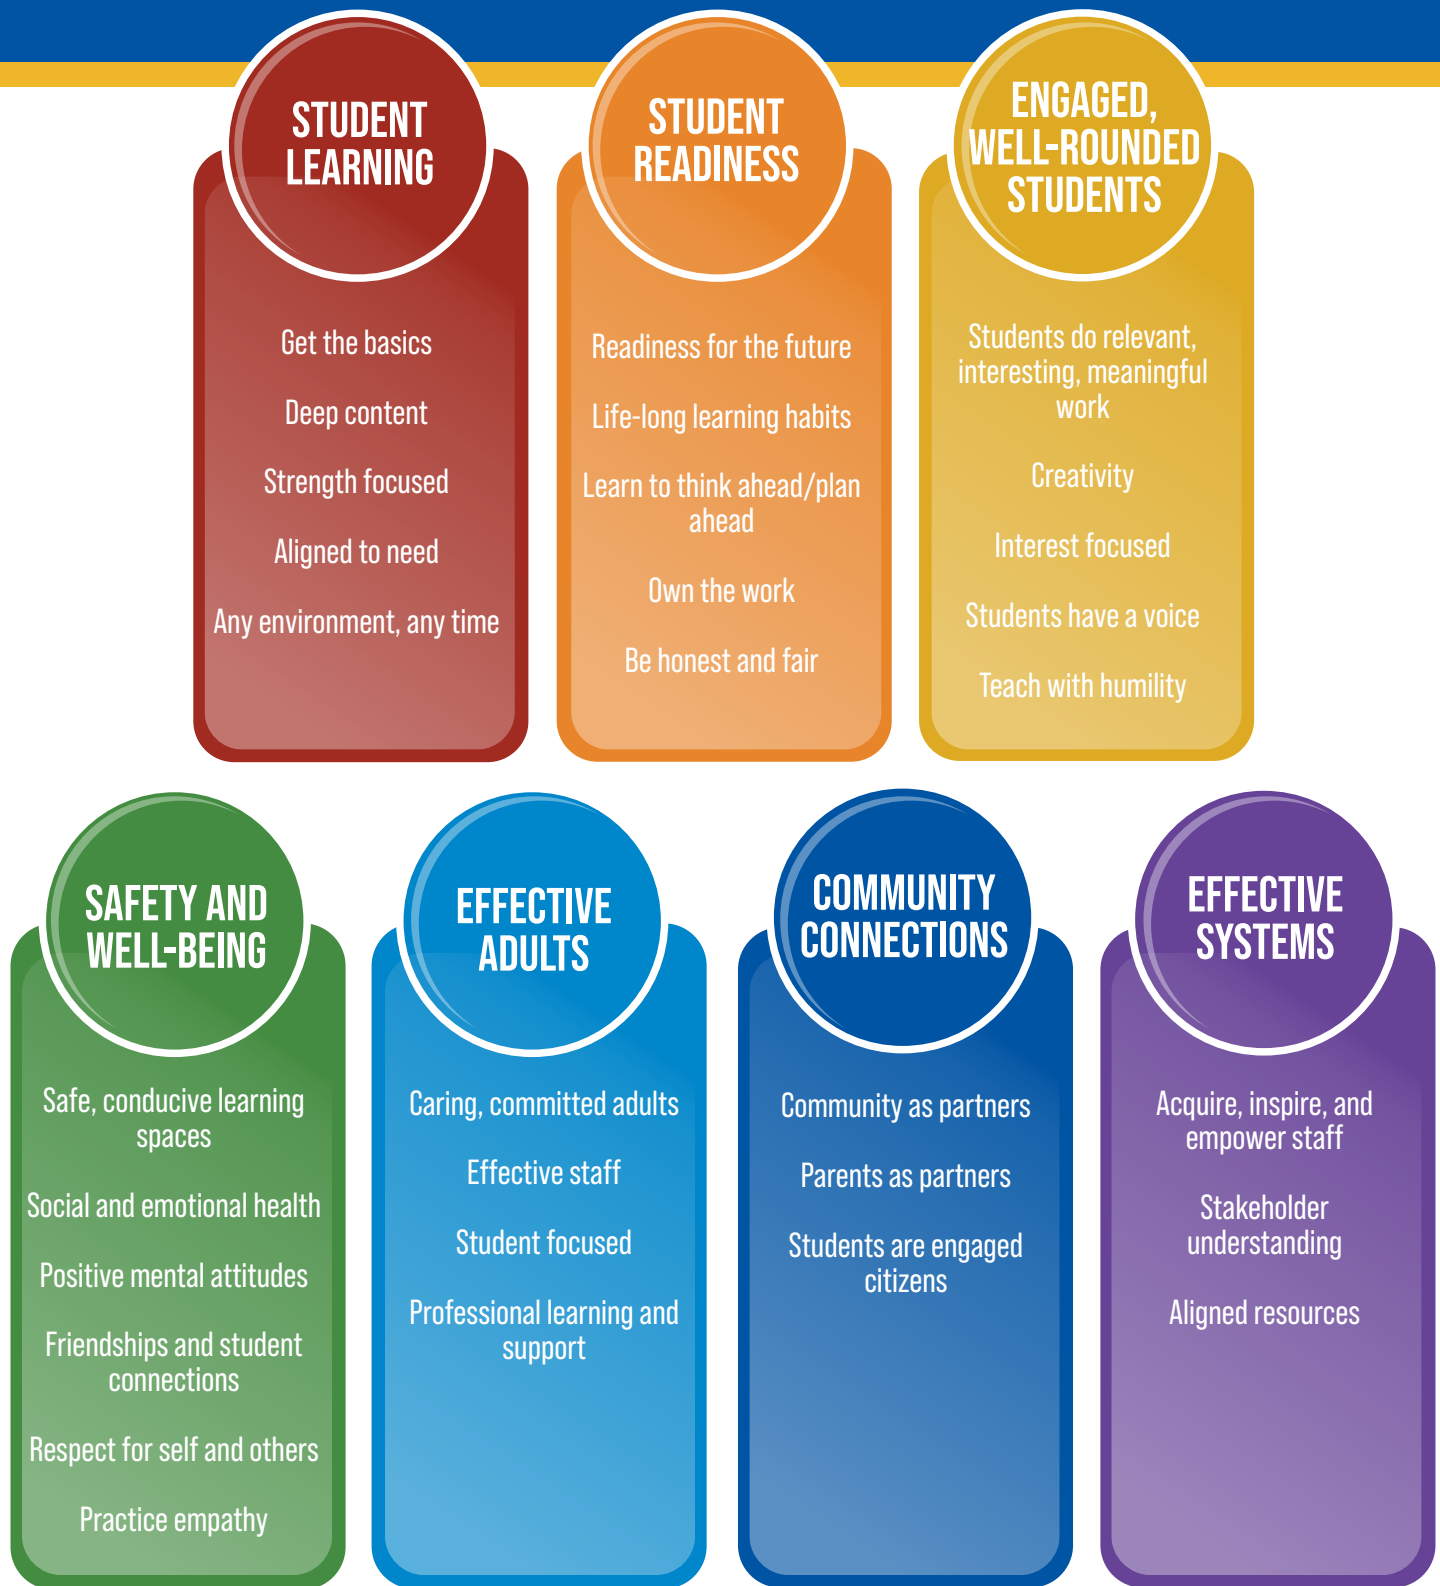 STUDENT
LEARNING
Get the basics
Deep content
Strength focused
Aligned to need
Any environment, any time
STUDENT
READINESS
Readiness for the future
Life-long learning habits
Learn to think ahead/plan
ahead
Own the work
Be honest and fair
ENGAGED,
WELL-ROUNDED
STUDENTS
Students do relevant,
interesting, meaningful
work
Creativity
Interest focused
Students have a voice
Teach with humility
SAFETY AND
WELL-BEING
Safe, conducive learning
spaces
Social and emotional health
Positive mental attitudes
Friendships and student
connections
Respect for self and others
Practice empathy
EFFECTIVE
ADULTS
Caring, committed adults
Effective staff
Student focused
Professional learning and
support
COMMUNITY
CONNECTIONS
Community as partners
Parents as partners
Students are engaged
citizens
EFFECTIVE
SYSTEMS
Acquire, inspire, and
empower staff
Stakeholder
understanding
Aligned resources